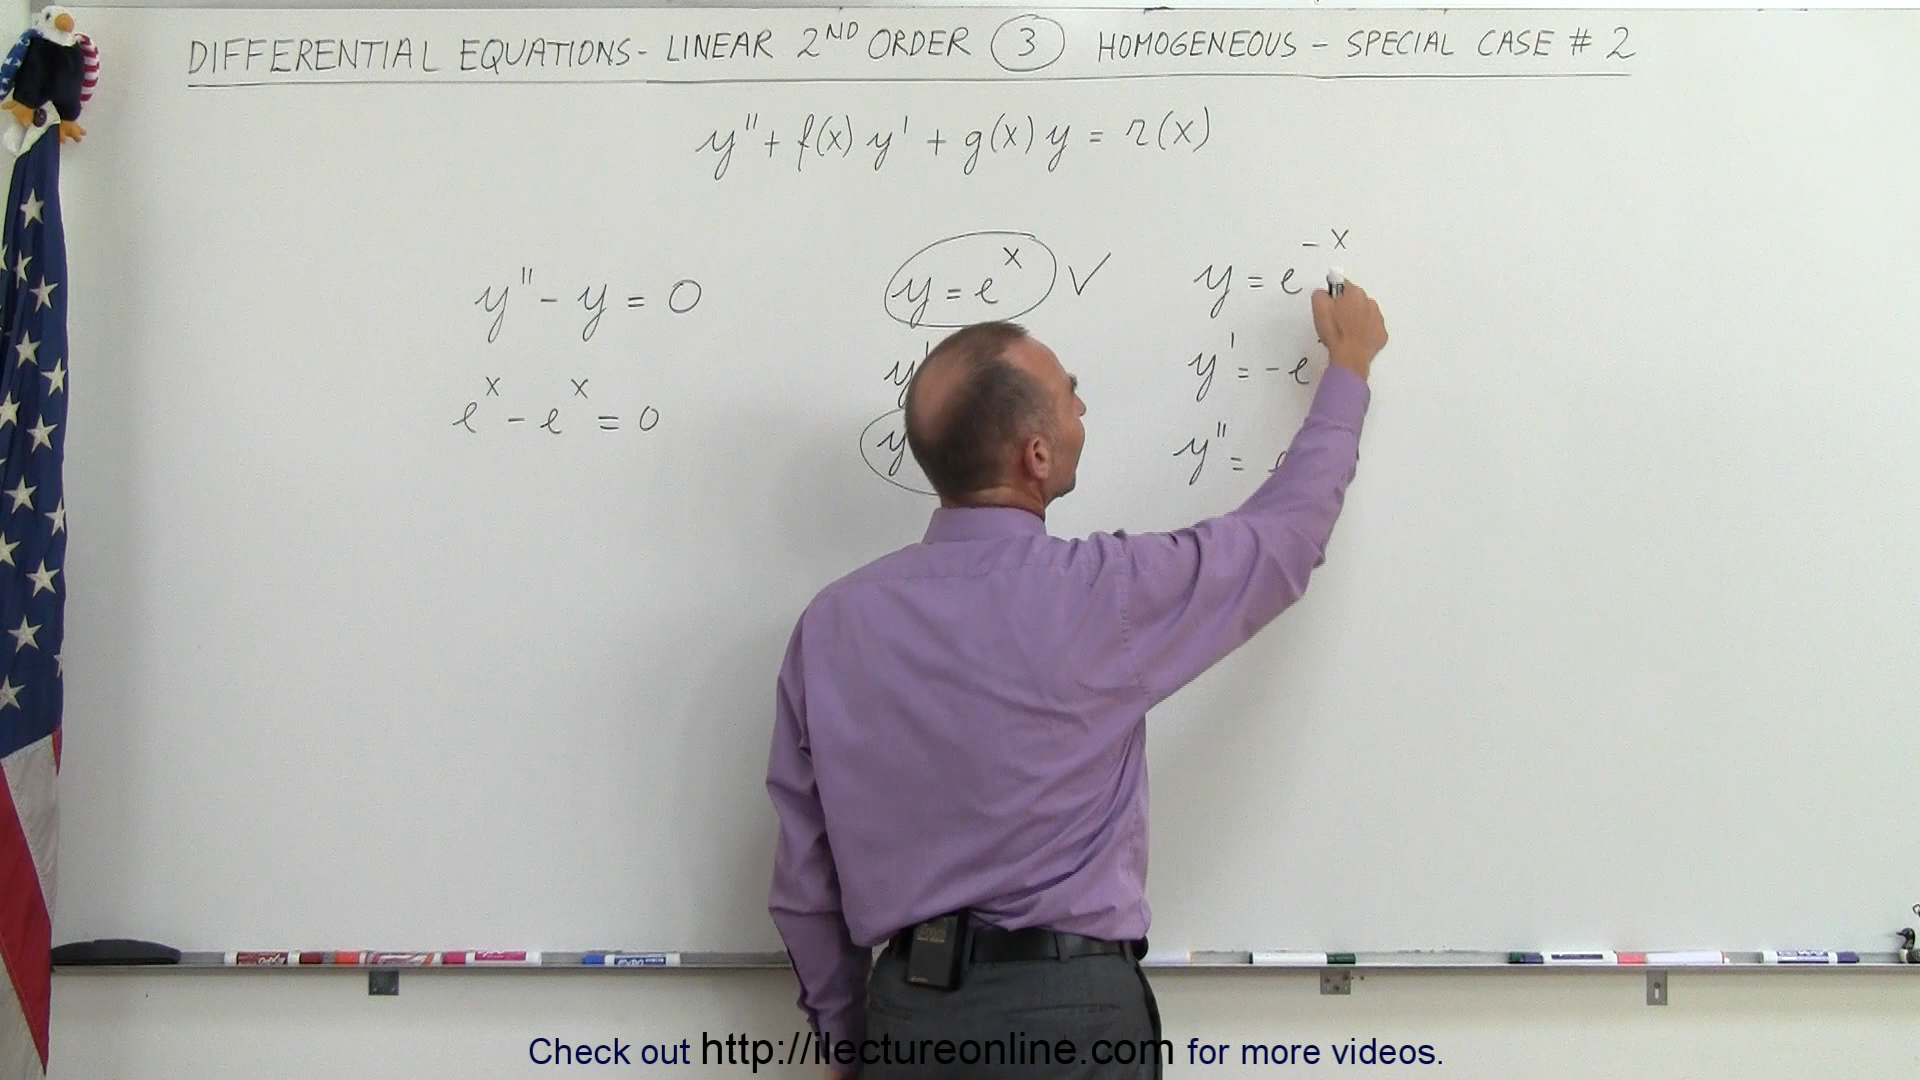 DIFFERENTIAL EQUATIONS - LINEAR 2ND ORDER 3 HOMOGENEOUS - SPECIAL CASE # 2
y" + f(x) y' + g(x) y = r(x)
y" - y = 0
e^x - e^x = 0
y = e^x ✓
y'
y
y = e^-x
y' = -e
y" =
EXPO
Check out http://ilectureonline.com for more videos.